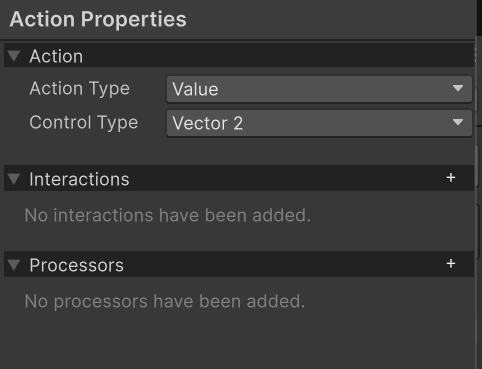 Action Properties
Action
Action Type Value
Control Type Vector 2
Interactions +
No interactions have been added.
Processors +
No processors have been added.